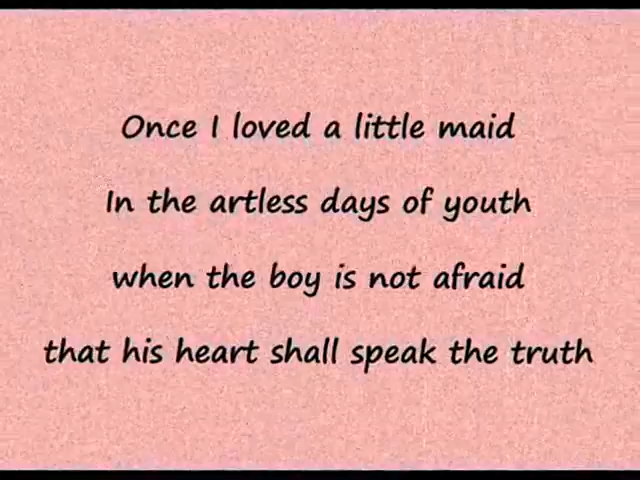 Once I loved a little maid
In the artless days of youth
when the boy is not afraid
that his heart shall speak the truth